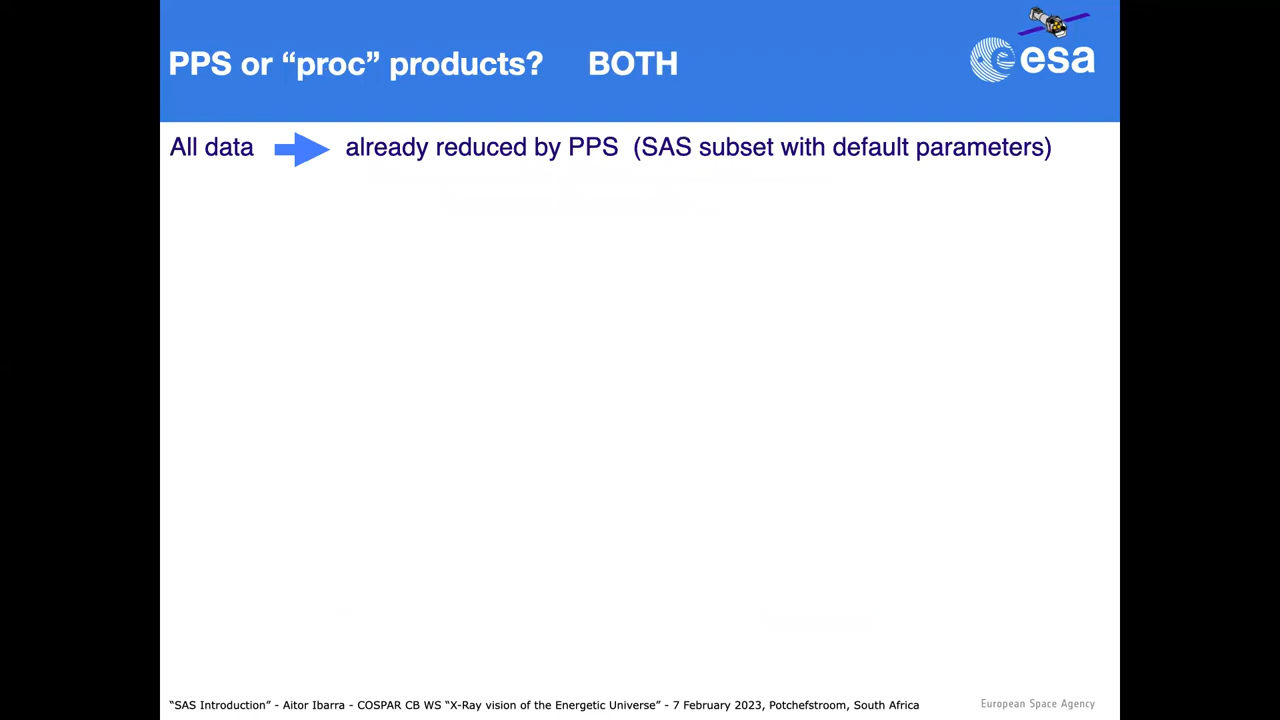 PPS or “proc” products? BOTH
esa
All data already reduced by PPS (SAS subset with default parameters)
“SAS Introduction” - Aitor Ibarra - COSPAR CB WS “X-Ray vision of the Energetic Universe” - 7 February 2023, Potchefstroom, South Africa
European Space Agency